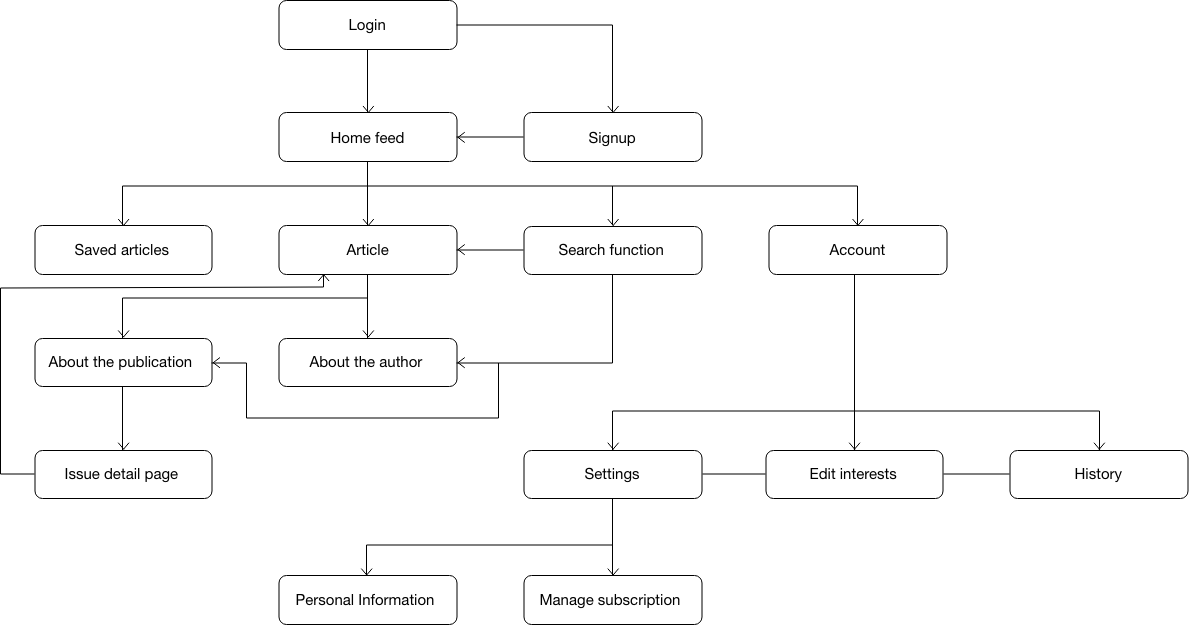 Login
Home feed
Signup
Saved articles
Article
Search function
Account
About the publication
About the author
Issue detail page
Settings
Edit interests
History
Personal Information
Manage subscription